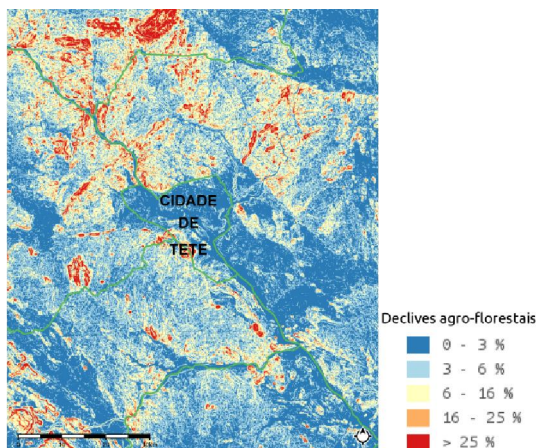 CIDADE
DE
TETE
Declives agro-florestais
0 - 3 %
3 - 6 %
6 - 16 %
16 - 25 %
> 25 %